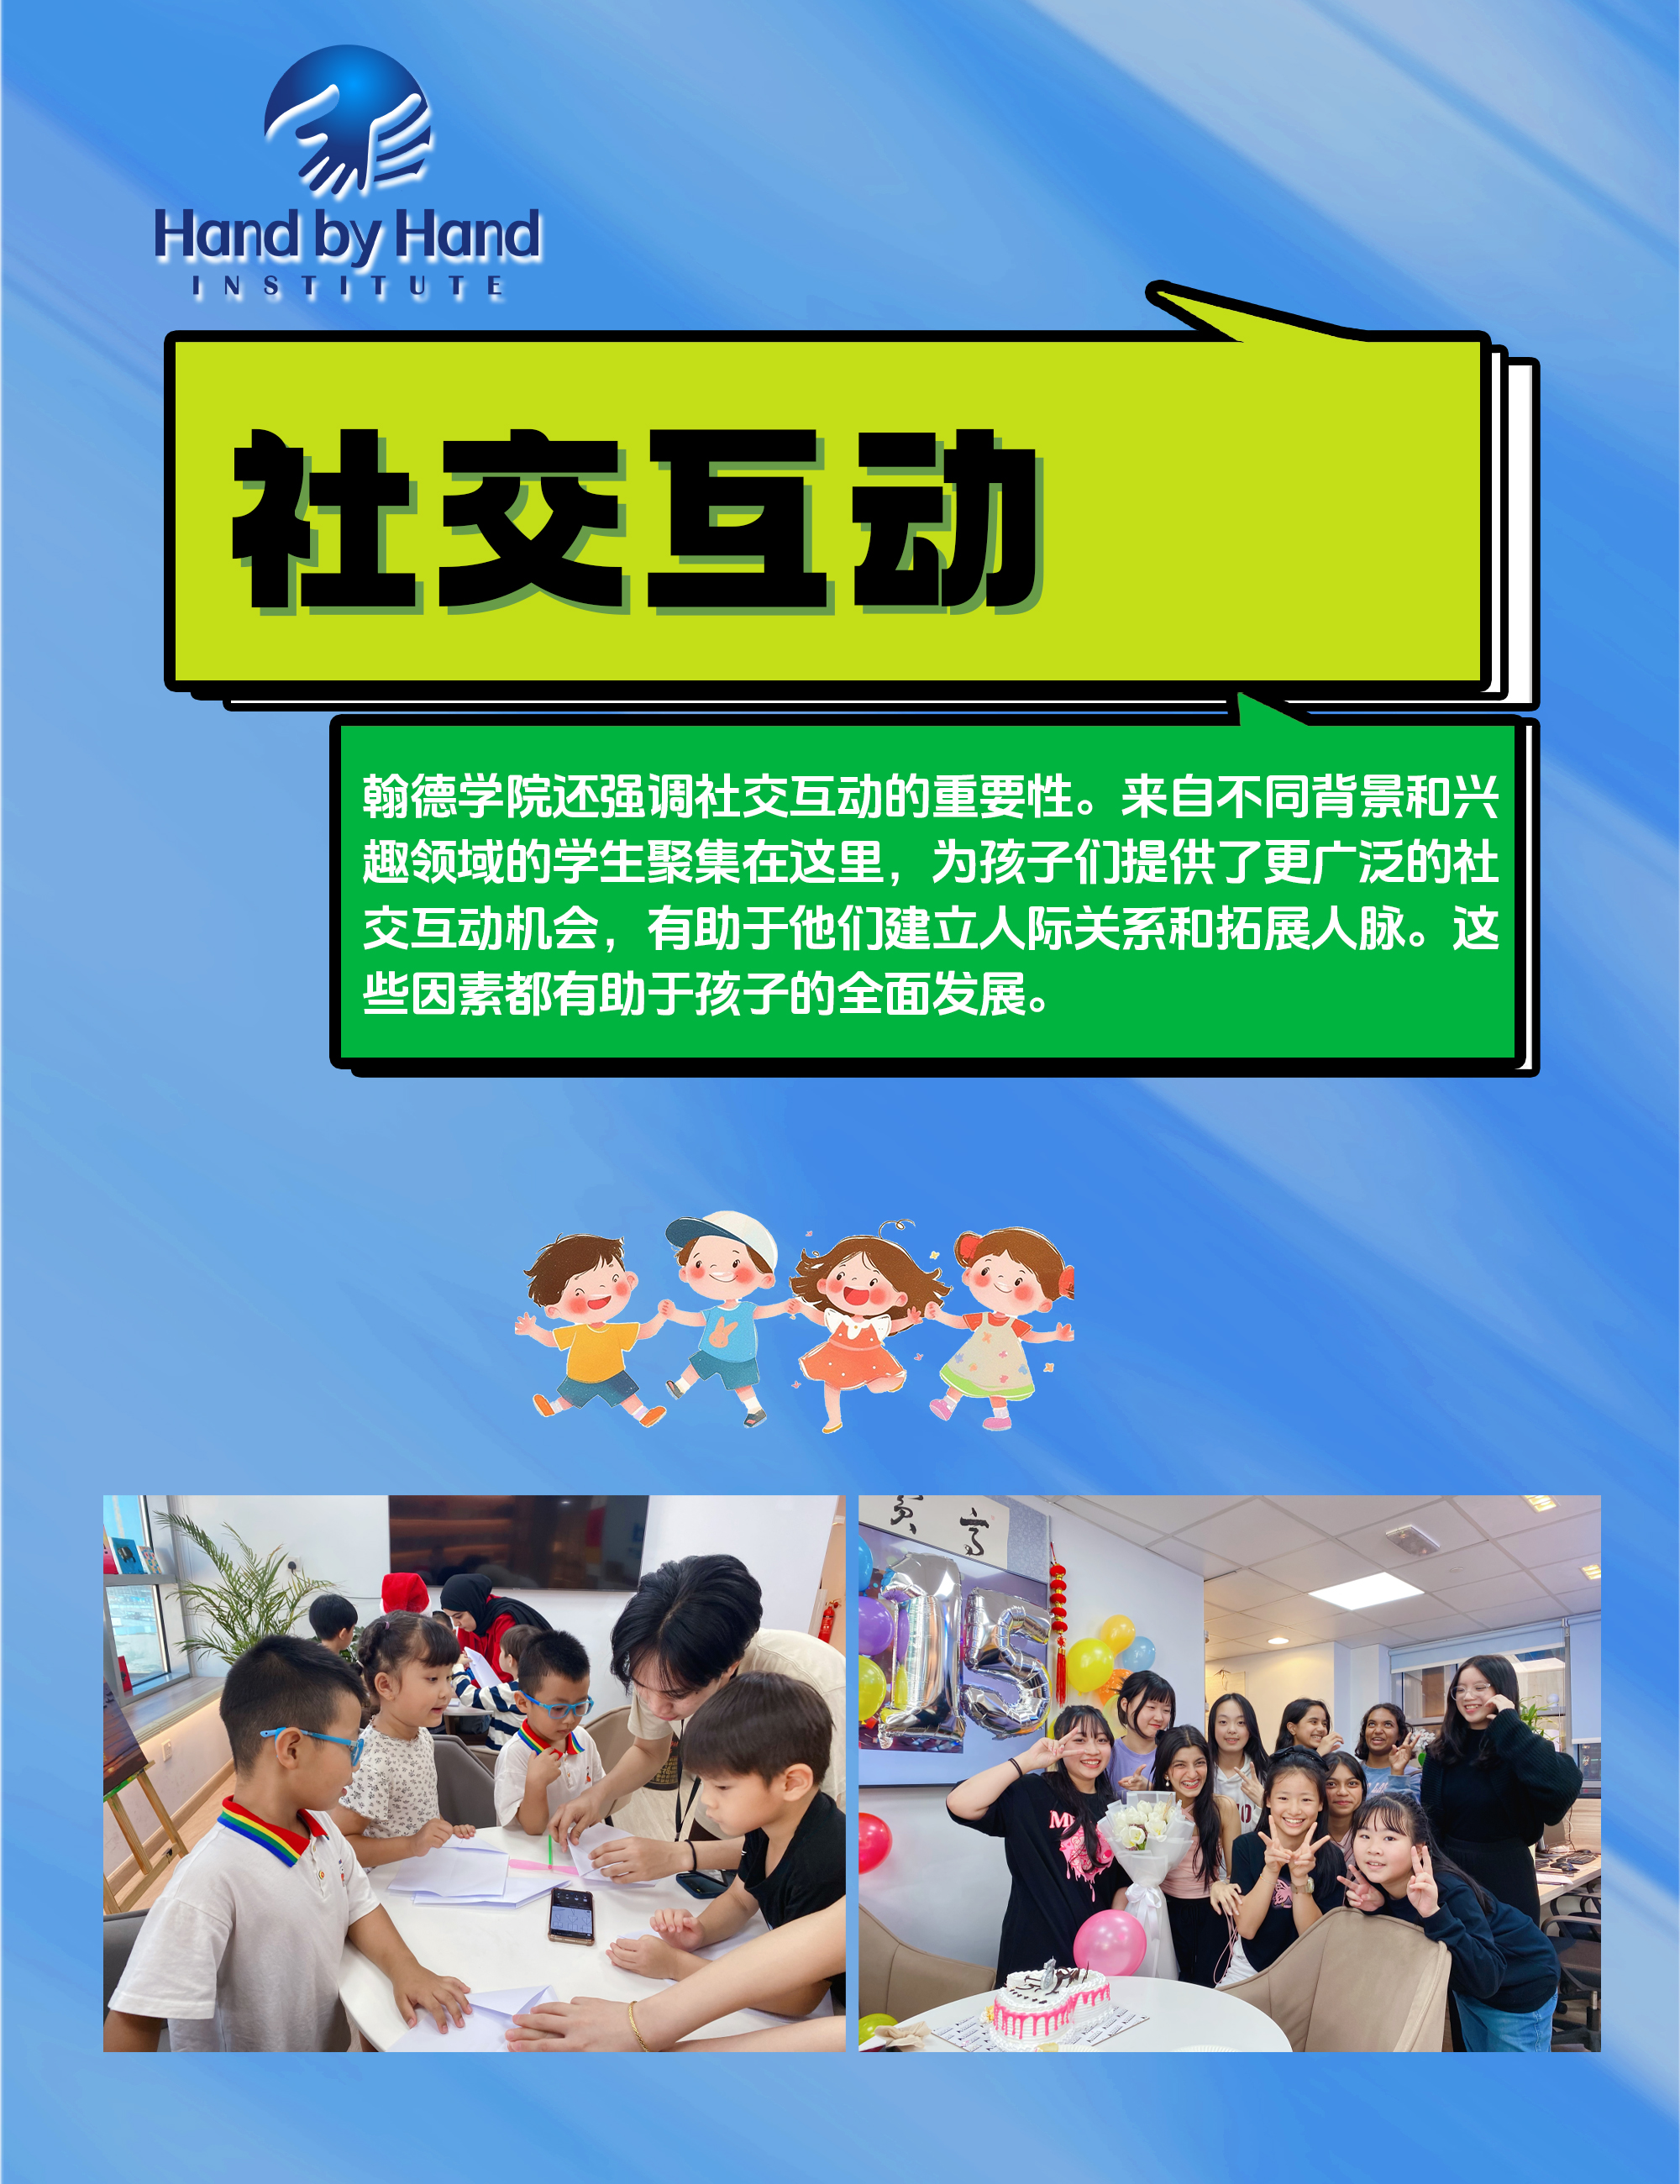 Hand by Hand
INSTITUTE
社交互动
翰德学院还强调社交互动的重要性。来自不同背景和兴
趣领域的学生聚集在这里，为孩子们提供了更广泛的社
交互动机会，有助于他们建立人际关系和拓展人脉。这
些因素都有助于孩子的全面发展。
15